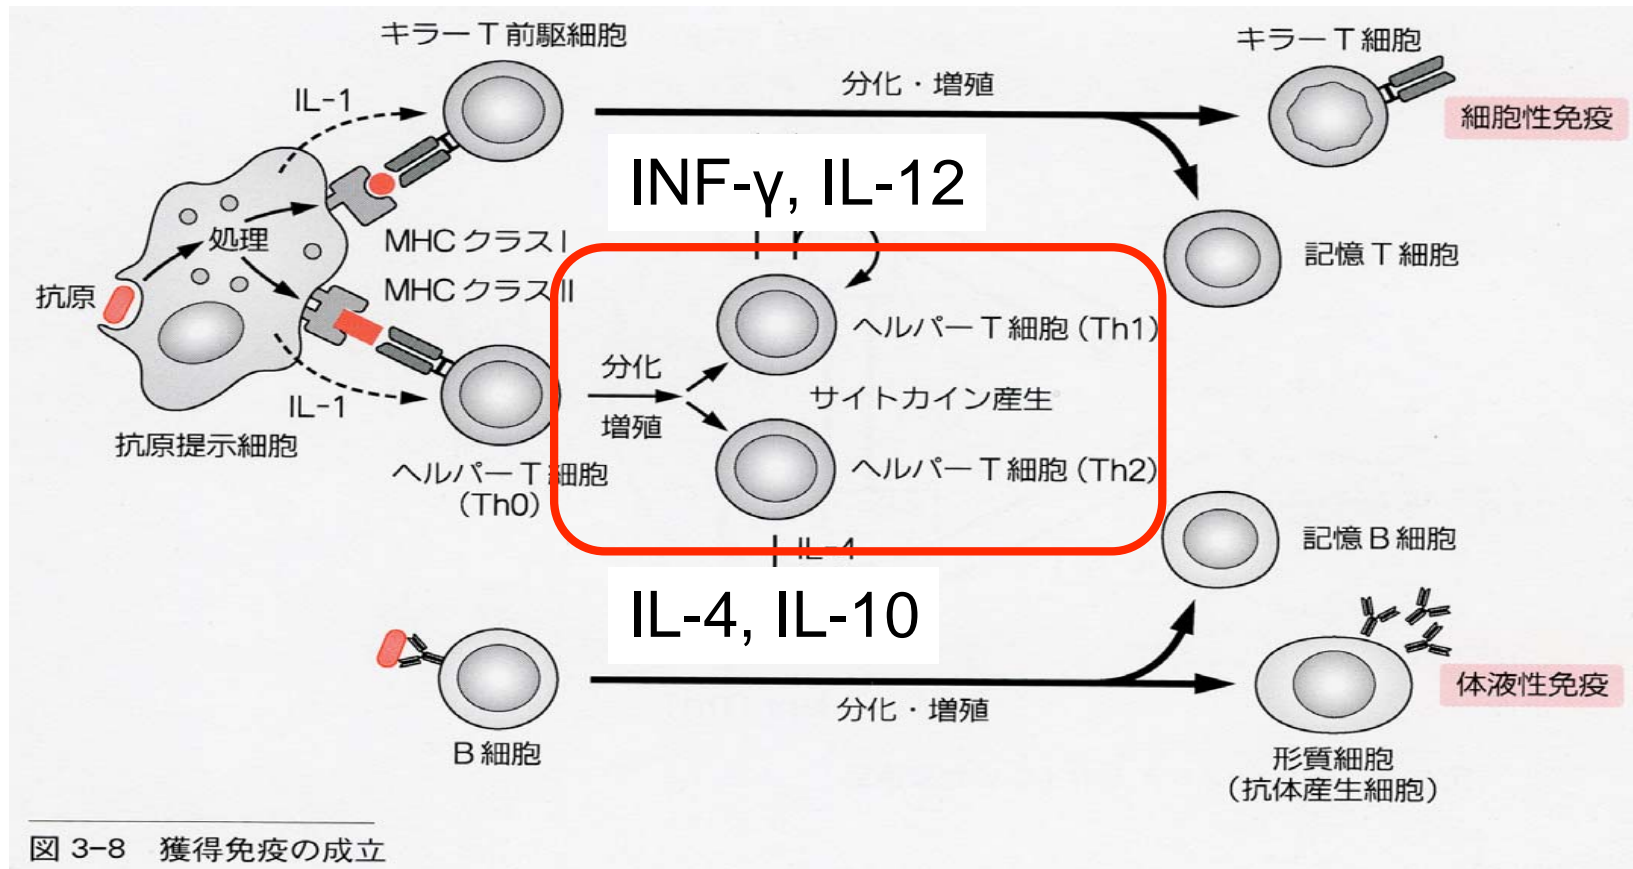 キラーT前駆細胞
キラーT細胞
IL-1
分化・増殖
細胞性免疫
INF-γ, IL-12
処理
MHCクラスI
記憶T細胞
抗原
MHCクラスII
ヘルパーT細胞(Th1)
分化
IL-1
サイトカイン産生
増殖
抗原提示細胞
ヘルパーT細胞
(Th0)
ヘルパーT細胞(Th2)
記憶B細胞
IL-4
IL-4, IL-10
体液性免疫
分化・増殖
B細胞
形質細胞
(抗体産生細胞)
図 3-8 獲得免疫の成立